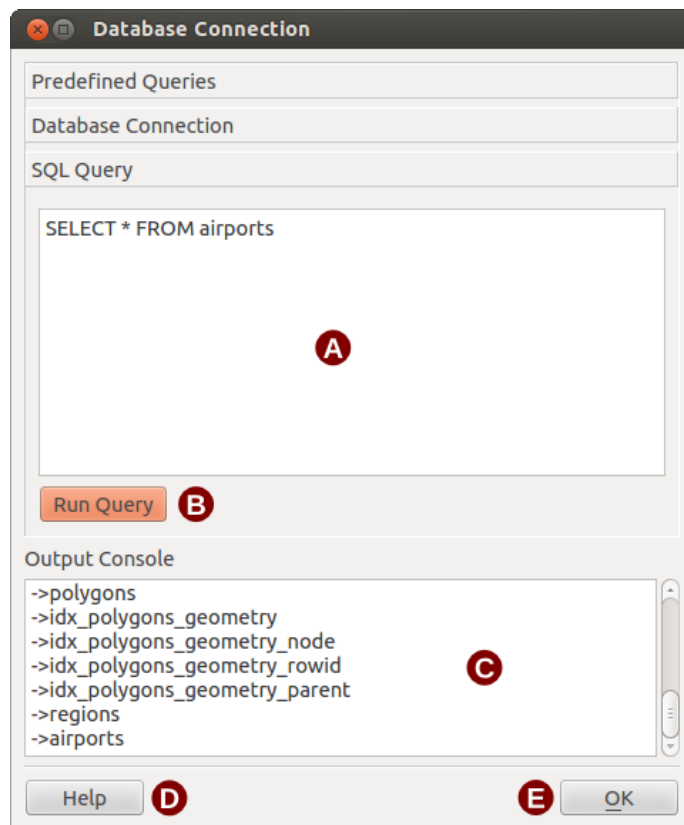 Database Connection
Predefined Queries
Database Connection
SQL Query
SELECT * FROM airports
A
Run Query B
Output Console
->polygons
->idx_polygons_geometry
->idx_polygons_geometry_node
->idx_polygons_geometry_rowid
->idx_polygons_geometry_parent
->regions
->airports
C
Help D E OK